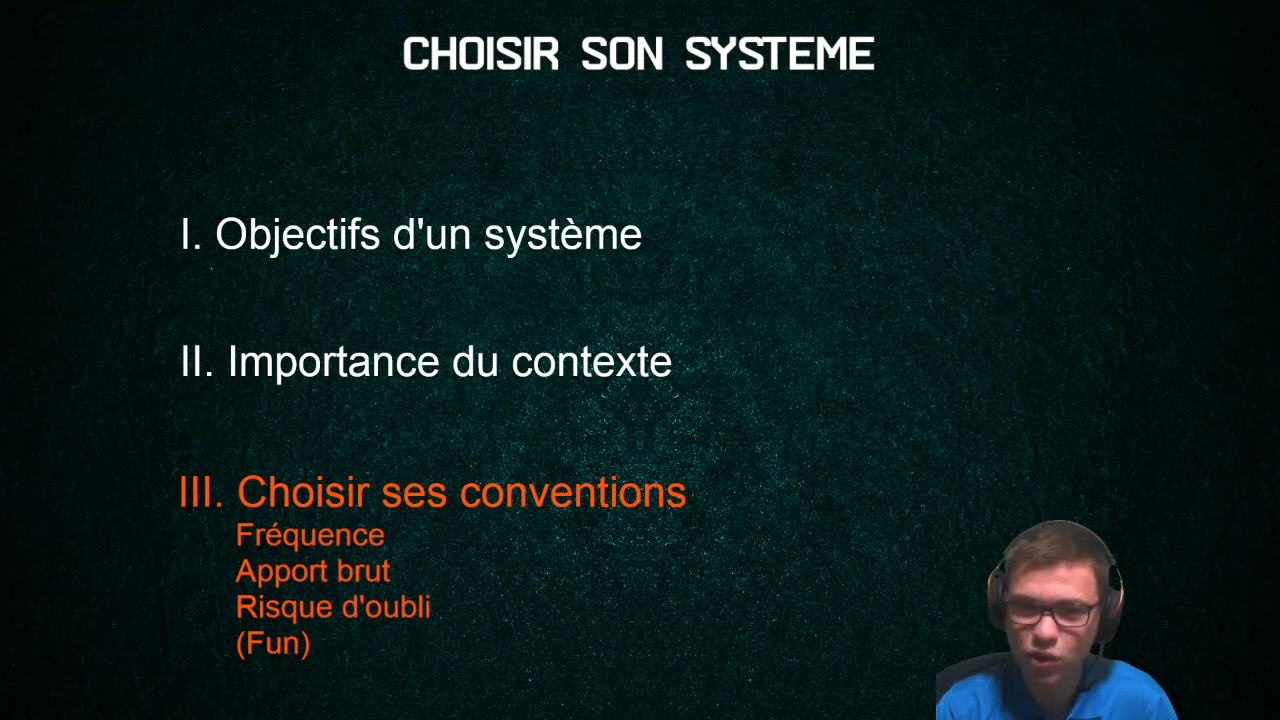 CHOISIR SON SYSTEME
I. Objectifs d'un système
II. Importance du contexte
III. Choisir ses conventions
Fréquence
Apport brut
Risque d'oubli
(Fun)